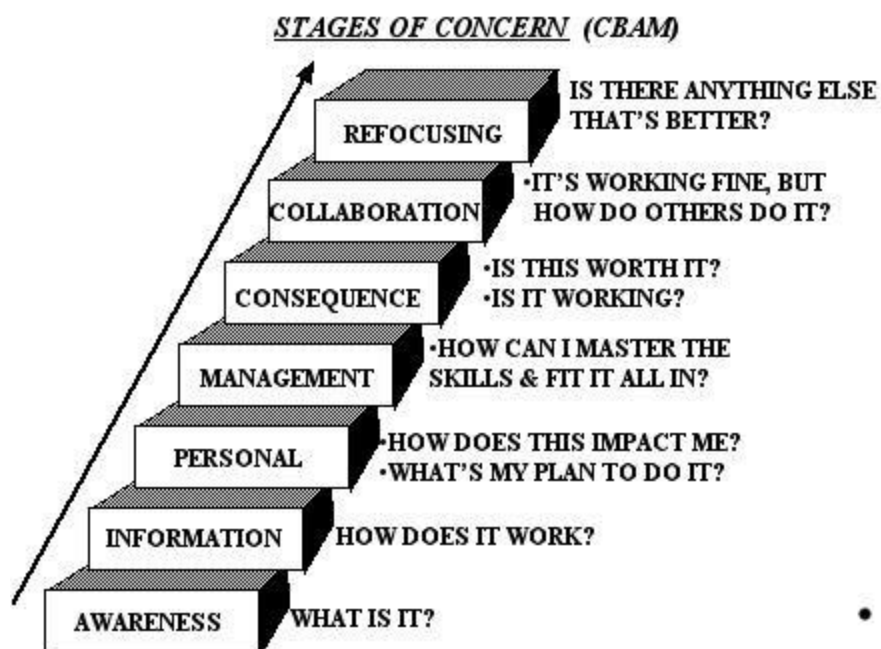 STAGES OF CONCERN (CBAM)
REFOCUSING
IS THERE ANYTHING ELSE
THAT'S BETTER?
COLLABORATION
•IT'S WORKING FINE, BUT
HOW DO OTHERS DO IT?
CONSEQUENCE
•IS THIS WORTH IT?
•IS IT WORKING?
MANAGEMENT
•HOW CAN I MASTER THE
SKILLS & FIT IT ALL IN?
PERSONAL
•HOW DOES THIS IMPACT ME?
•WHAT'S MY PLAN TO DO IT?
INFORMATION
HOW DOES IT WORK?
AWARENESS
WHAT IS IT?
•